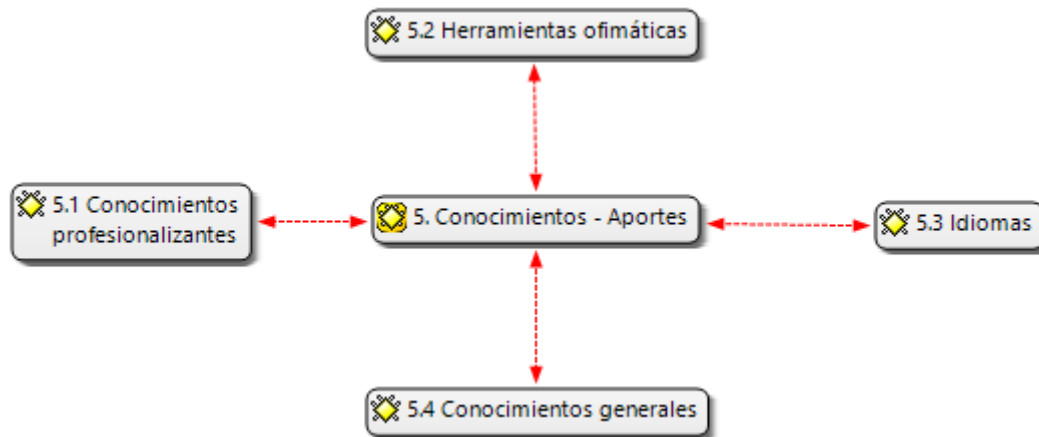 5.2 Herramientas ofimáticas
5.1 Conocimientos
profesionalizantes
5. Conocimientos - Aportes
5.3 Idiomas
5.4 Conocimientos generales